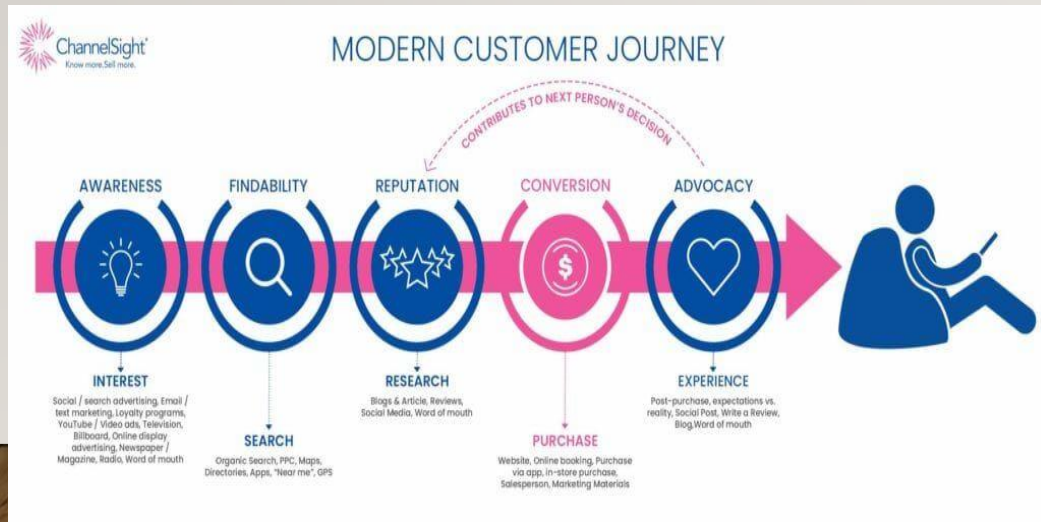 ChannelSight®
Know more.Sell more.
MODERN CUSTOMER JOURNEY
CONTRIBUTES TO NEXT PERSON'S DECISION
AWARENESS
FINDABILITY
REPUTATION
CONVERSION
ADVOCACY
$
INTEREST
Social / search advertising, Email /
text marketing, Loyalty programs,
YouTube / Video ads, Television,
Billboard, Online display
advertising, Newspaper /
Magazine, Radio, Word of mouth
SEARCH
Organic Search, PPC, Maps,
Directories, Apps, "Near me", GPS
RESEARCH
Blogs & Article, Reviews,
Social Media, Word of mouth
PURCHASE
Website, Online booking, Purchase
via app, in-store purchase,
Salesperson, Marketing Materials
EXPERIENCE
Post-purchase, expectations vs.
reality, Social Post, Write a Review,
Blog,Word of mouth